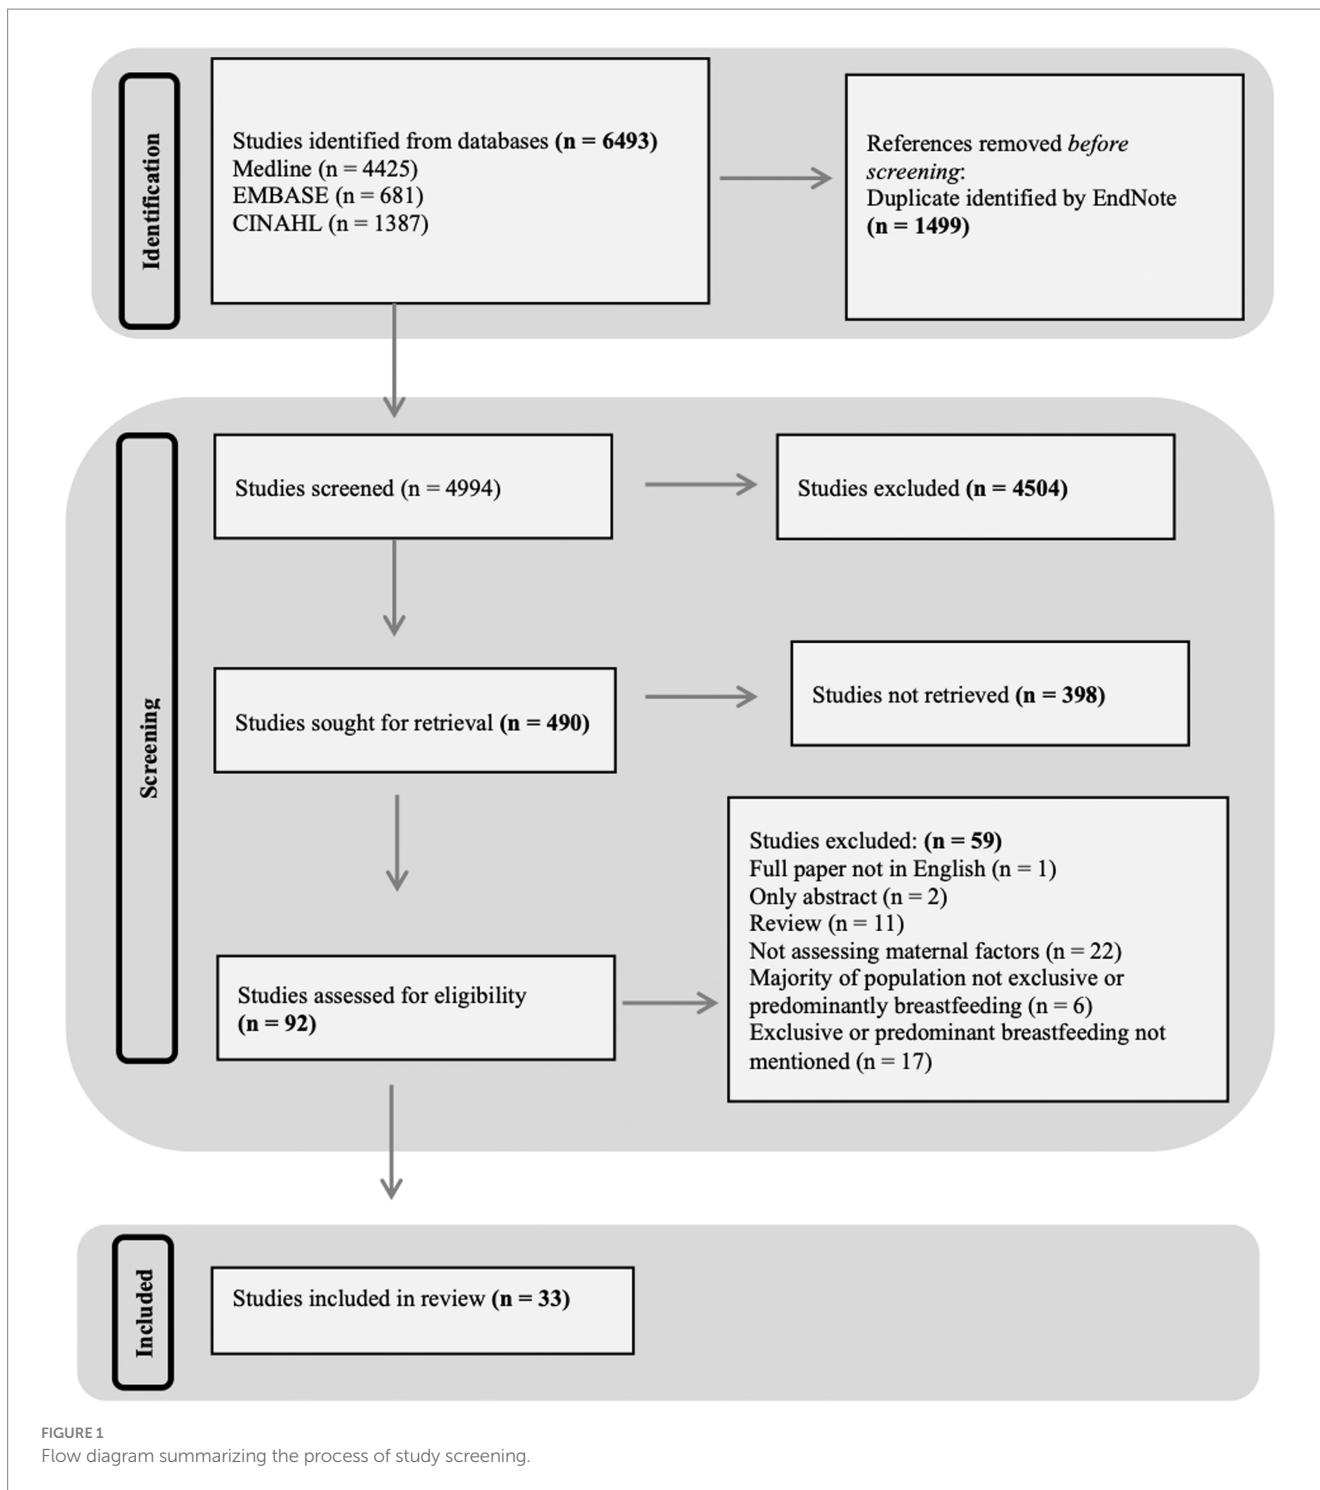 Identification
Studies identified from databases (n = 6493)
Medline (n = 4425)
EMBASE (n = 681)
CINAHL (n = 1387)
References removed before
screening:
Duplicate identified by EndNote
(n = 1499)
Screening
Studies screened (n = 4994)
Studies excluded (n = 4504)
Studies sought for retrieval (n = 490)
Studies not retrieved (n = 398)
Studies assessed for eligibility
(n = 92)
Studies excluded: (n = 59)
Full paper not in English (n = 1)
Only abstract (n = 2)
Review (n = 11)
Not assessing maternal factors (n = 22)
Majority of population not exclusive or
predominantly breastfeeding (n = 6)
Exclusive or predominant breastfeeding not
mentioned (n = 17)
Included
Studies included in review (n = 33)
FIGURE 1
Flow diagram summarizing the process of study screening.